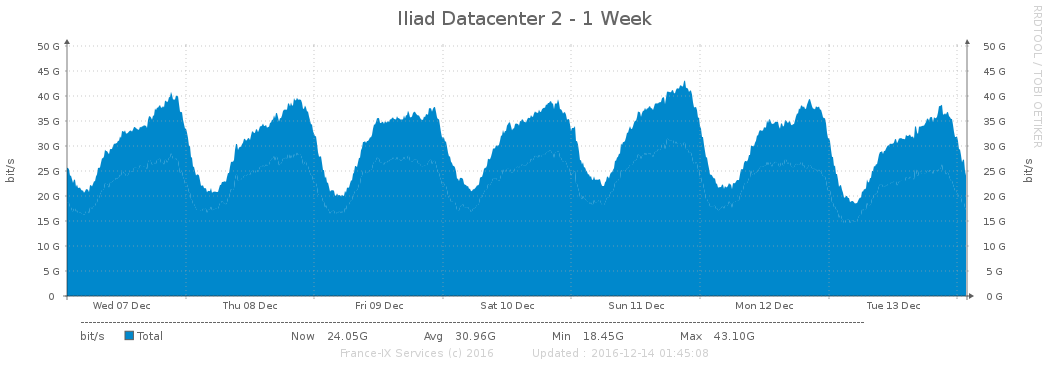 Iliad Datacenter 2 - 1 Week
RRDTOOL / TOBI OETIKER
50 G 50 G
45 G 45 G
40 G 40 G
35 G 35 G
30 G 30 G
25 G 25 G
20 G 20 G
15 G 15 G
10 G 10 G
5 G 5 G
0 0 G
bit/s bit/s
Wed 07 Dec Thu 08 Dec Fri 09 Dec Sat 10 Dec Sun 11 Dec Mon 12 Dec Tue 13 Dec
bit/s Total Now 24.05G Avg 30.96G Min 18.45G Max 43.10G
France-IX Services (c) 2016 Updated : 2016-12-14 01:45:08